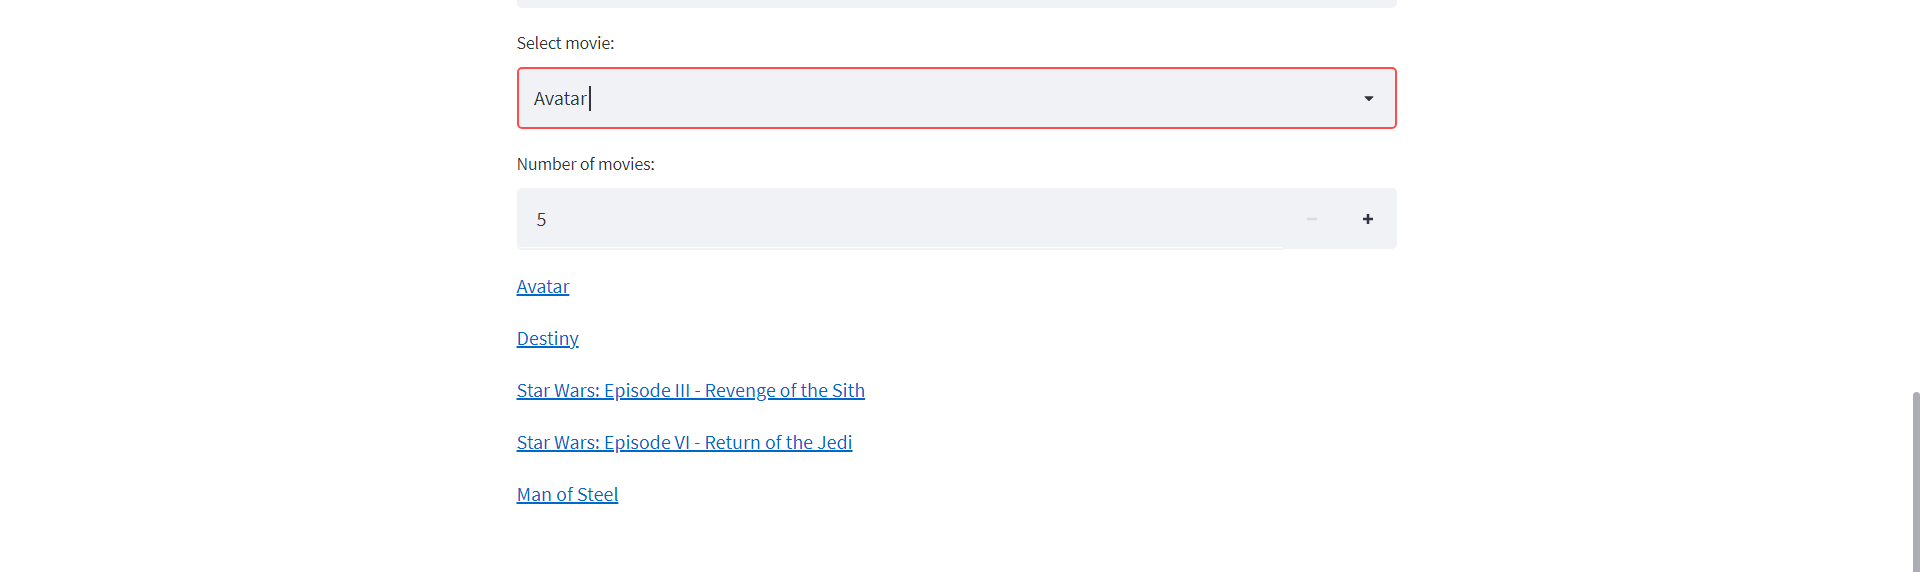 Select movie:
Avatar
Number of movies:
5
Avatar
Destiny
Star Wars: Episode III - Revenge of the Sith
Star Wars: Episode VI - Return of the Jedi
Man of Steel